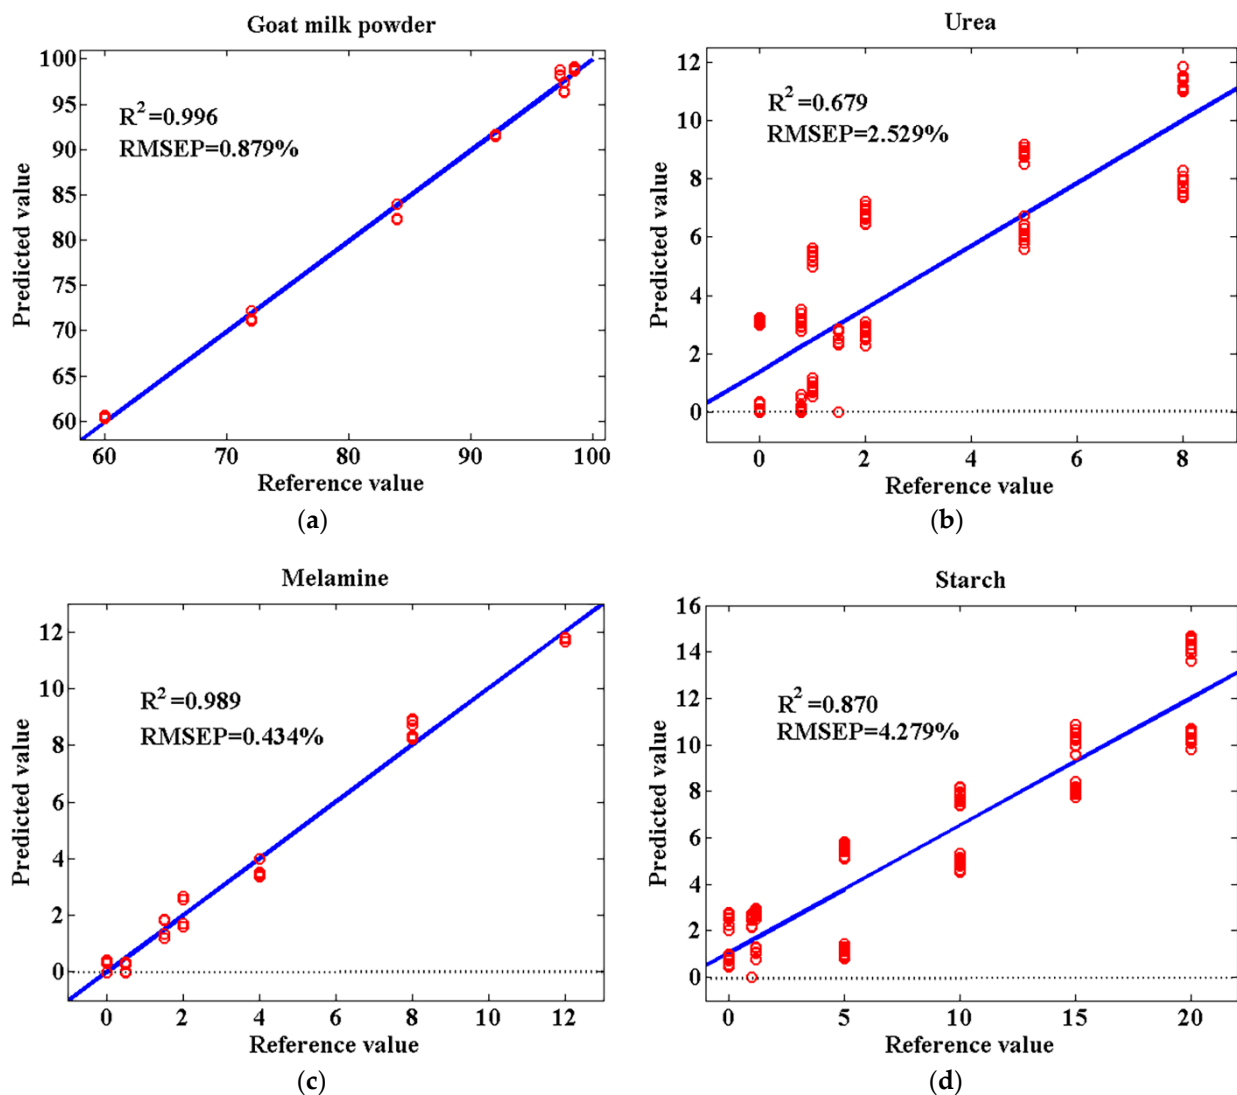 Goat milk powder
R2=0.996
RMSEP=0.879%
Predicted value
100
95
90
85
80
75
70
65
60
60 70 80 90 100
Reference value
(a)
Urea
R2=0.679
RMSEP=2.529%
Predicted value
12
10
8
6
4
2
0
0 2 4 6 8
Reference value
(b)
Melamine
R2=0.989
RMSEP=0.434%
Predicted value
12
10
8
6
4
2
0
0 2 4 6 8 10 12
Reference value
(c)
Starch
R2=0.870
RMSEP=4.279%
Predicted value
16
14
12
10
8
6
4
2
0
0 5 10 15 20
Reference value
(d)